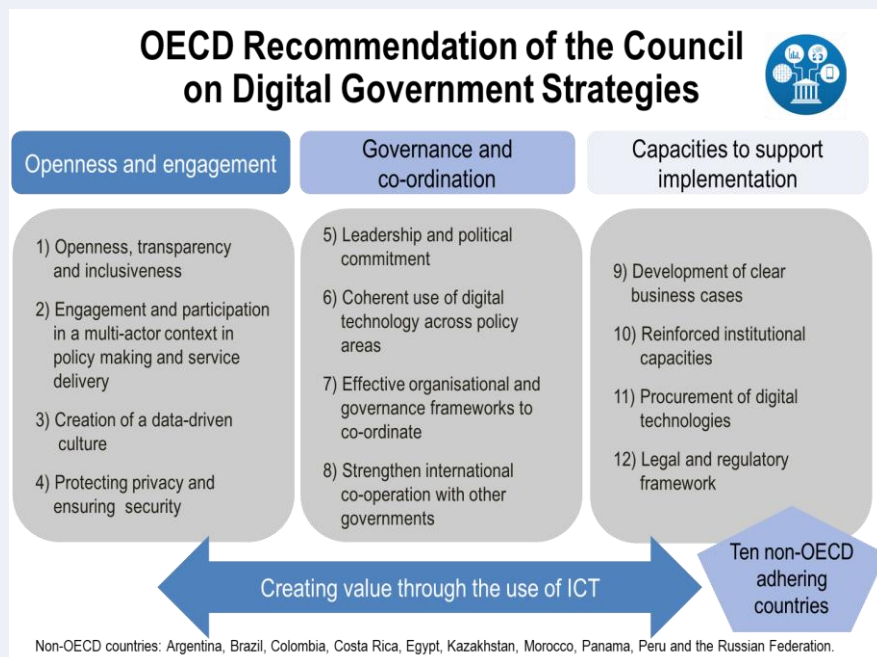 OECD Recommendation of the Council
on Digital Government Strategies
Openness and engagement
1) Openness, transparency
and inclusiveness
2) Engagement and participation
in a multi-actor context in
policy making and service
delivery
3) Creation of a data-driven
culture
4) Protecting privacy and
ensuring security
Governance and
co-ordination
5) Leadership and political
commitment
6) Coherent use of digital
technology across policy
areas
7) Effective organisational and
governance frameworks to
co-ordinate
8) Strengthen international
co-operation with other
governments
Capacities to support
implementation
9) Development of clear
business cases
10) Reinforced institutional
capacities
11) Procurement of digital
technologies
12) Legal and regulatory
framework
Creating value through the use of ICT
Ten non-OECD
adhering
countries
Non-OECD countries: Argentina, Brazil, Colombia, Costa Rica, Egypt, Kazakhstan, Morocco, Panama, Peru and the Russian Federation.